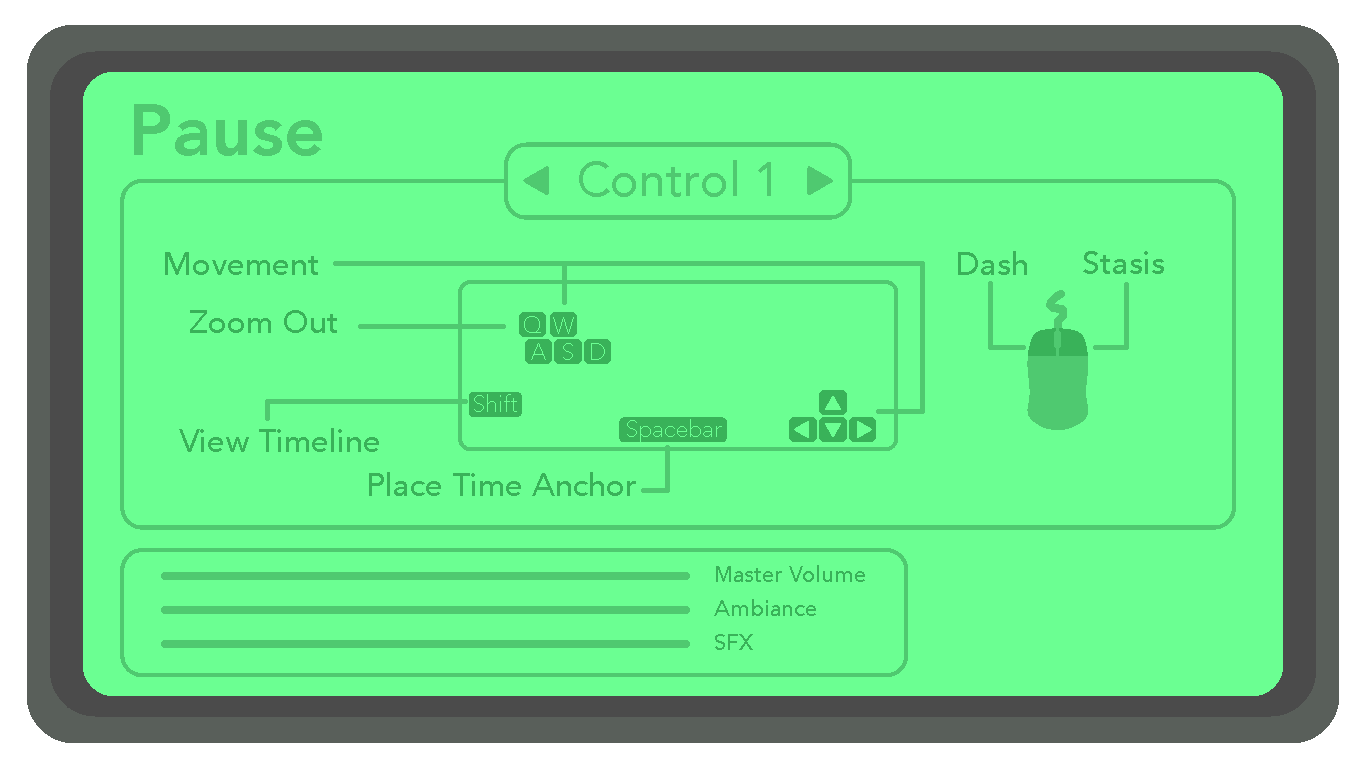 Pause
Control 1
Movement
Dash
Stasis
Zoom Out
Q W
A S D
Shift
Spacebar
View Timeline
Place Time Anchor
Master Volume
Ambiance
SFX